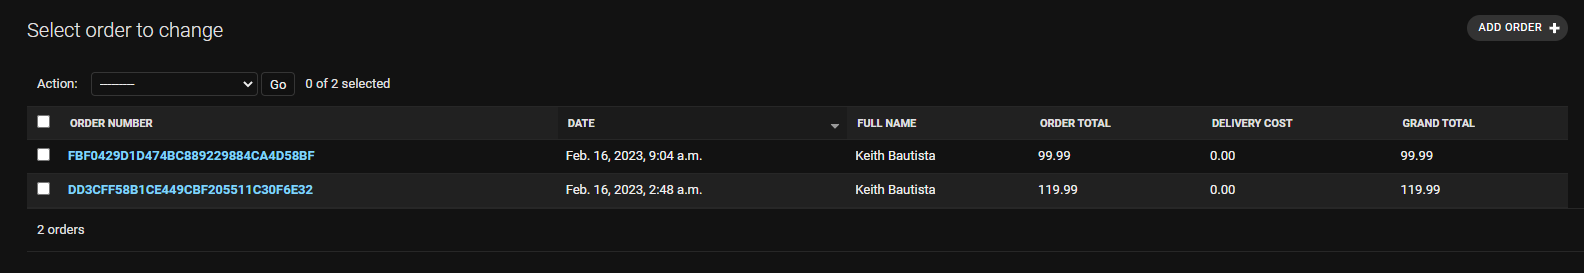 Select order to change
ADD ORDER +
Action: --------- Go 0 of 2 selected
ORDER NUMBER DATE FULL NAME ORDER TOTAL DELIVERY COST GRAND TOTAL
FBF0429D1D474BC889229884CA4D58BF Feb. 16, 2023, 9:04 a.m. Keith Bautista 99.99 0.00 99.99
DD3CFF58B1CE449CBF205511C30F6E32 Feb. 16, 2023, 2:48 a.m. Keith Bautista 119.99 0.00 119.99
2 orders